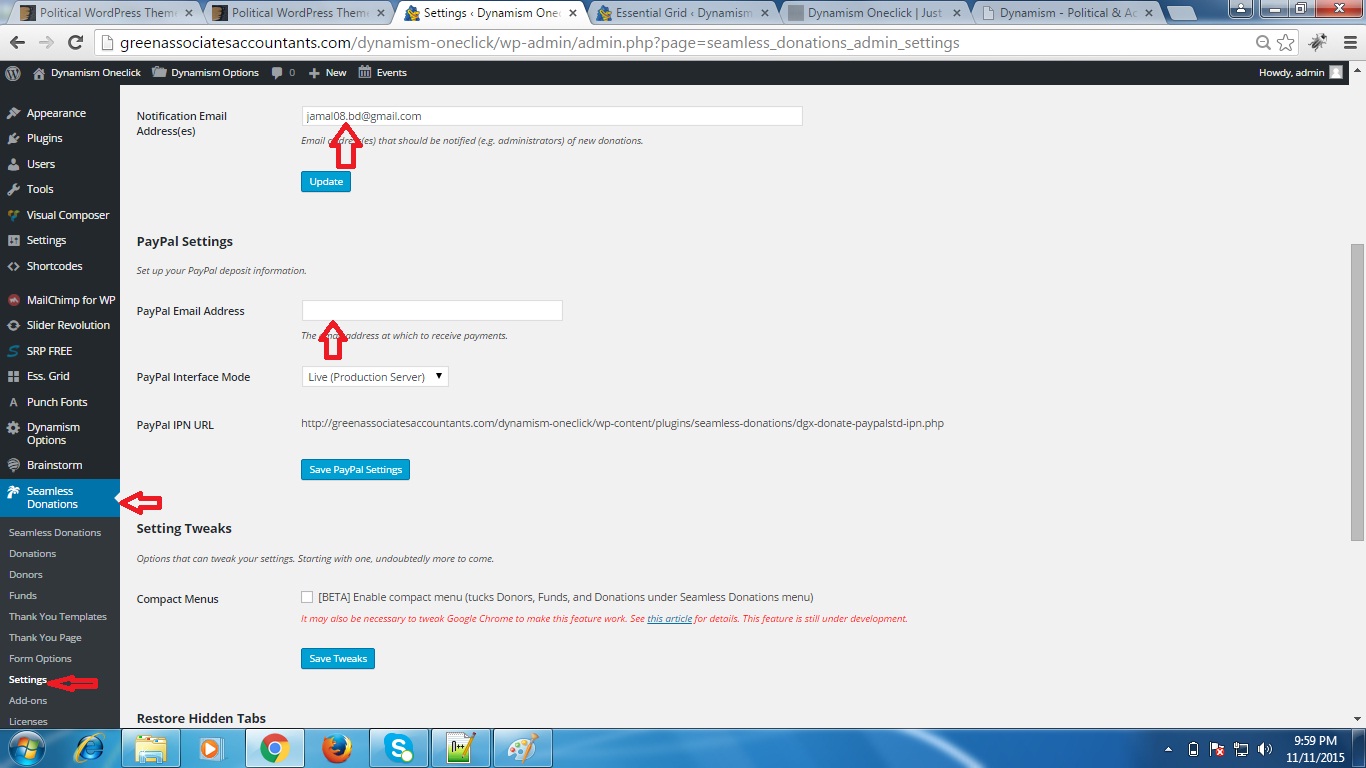 Political WordPress Theme
Political WordPress Theme
Settings ‹ Dynamism Onec
Essential Grid ‹ Dynamism
Dynamism Oneclick | Just
Dynamism - Political & Ac
greenassociatesaccountants.com/dynamism-oneclick/wp-admin/admin.php?page=seamless_donations_admin_settings
Dynamism Oneclick
Dynamism Options
0
New
Events
Howdy, admin
Appearance
Plugins
Users
Tools
Visual Composer
Settings
Shortcodes
MailChimp for WP
Slider Revolution
SRP FREE
Ess. Grid
Punch Fonts
Dynamism
Options
Brainstorm
Seamless
Donations
Seamless Donations
Donations
Donors
Funds
Thank You Templates
Thank You Page
Form Options
Settings
Add-ons
Licenses
Notification Email
Address(es)
jamal08.bd@gmail.com
Email address(es) that should be notified (e.g. administrators) of new donations.
Update
PayPal Settings
Set up your PayPal deposit information.
PayPal Email Address
The email address at which to receive payments.
PayPal Interface Mode
Live (Production Server)
PayPal IPN URL
http://greenassociatesaccountants.com/dynamism-oneclick/wp-content/plugins/seamless-donations/dgx-donate-paypalstd-ipn.php
Save PayPal Settings
Setting Tweaks
Options that can tweak your settings. Starting with one, undoubtedly more to come.
Compact Menus
[BETA] Enable compact menu (tucks Donors, Funds, and Donations under Seamless Donations menu)
It may also be necessary to tweak Google Chrome to make this feature work. See this article for details. This feature is still under development.
Save Tweaks
Restore Hidden Tabs
9:59 PM
11/11/2015